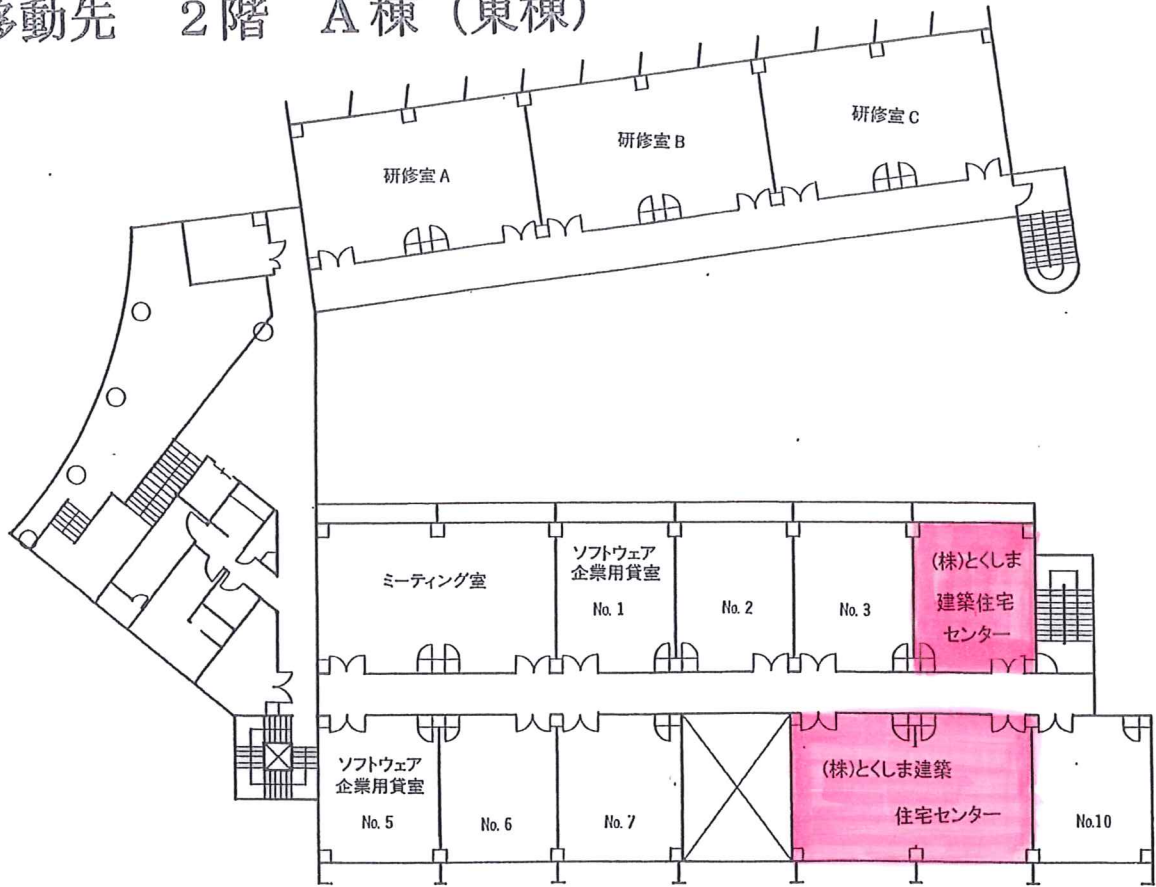 移動先　２階　Ａ棟（東棟）
研修室Ａ
研修室Ｂ
研修室Ｃ
ミーティング室
ソフトウェア
企業用貸室
No. 1
No. 2
No. 3
(株)とくしま
建築住宅
センター
ソフトウェア
企業用貸室
No. 5
No. 6
No. 7
(株)とくしま建築
住宅センター
No.10